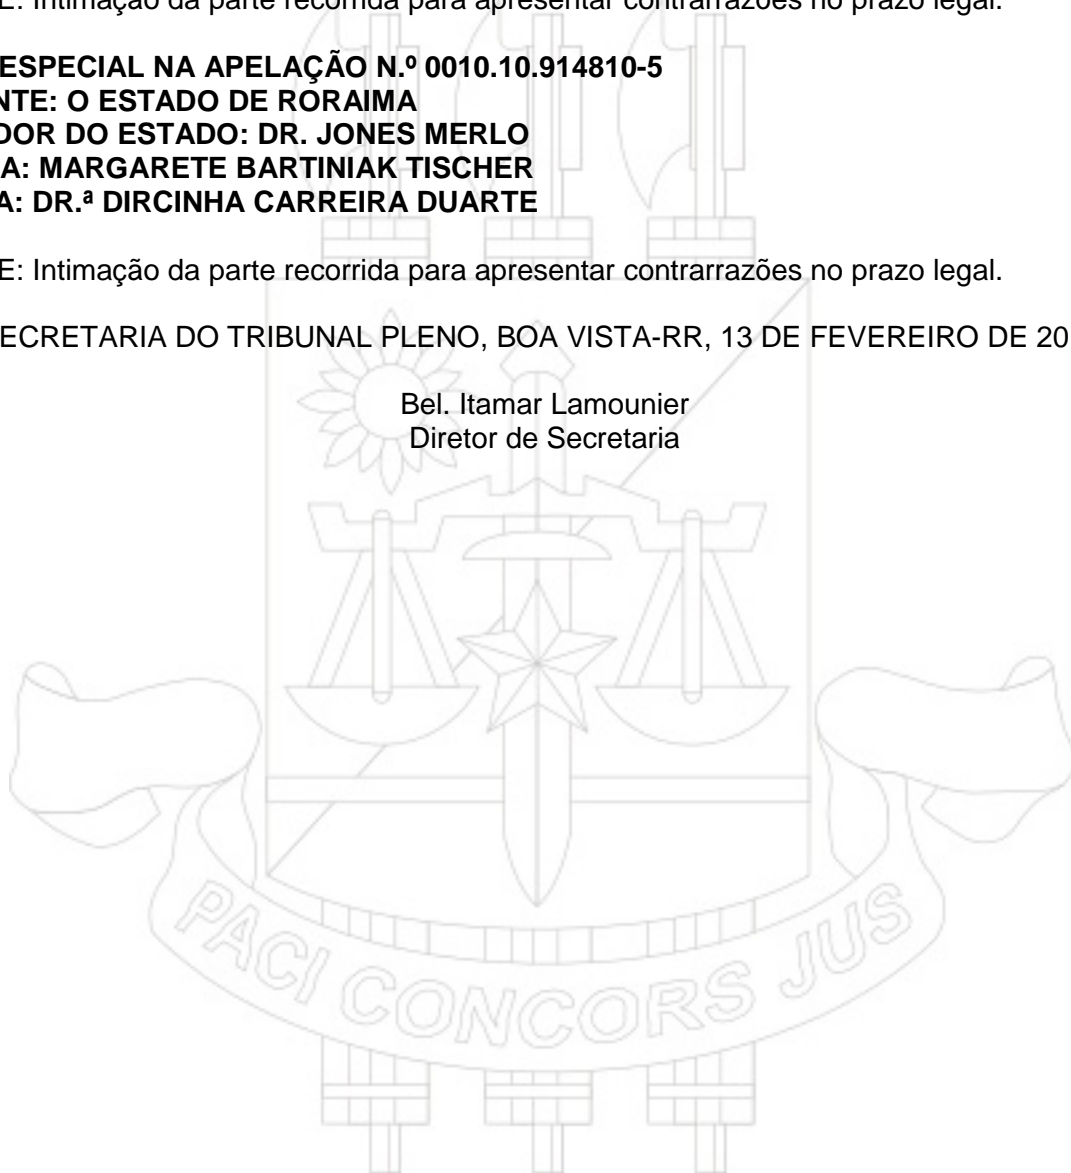 E: Intimação da parte recorrida para apresentar contrarrazões no prazo legal.
ESPECIAL NA APELAÇÃO N.º 0010.10.914810-5
NTE: O ESTADO DE RORAIMA
DOR DO ESTADO: DR. JONES MERLO
A: MARGARETE BARTINIAK TISCHER
A: DR.ª DIRCINHA CARREIRA DUARTE
E: Intimação da parte recorrida para apresentar contrarrazões no prazo legal.
ECRETARIA DO TRIBUNAL PLENO, BOA VISTA-RR, 13 DE FEVEREIRO DE 20
Bel. Itamar Lamounier
Diretor de Secretaria
PACI CONCORS JUS